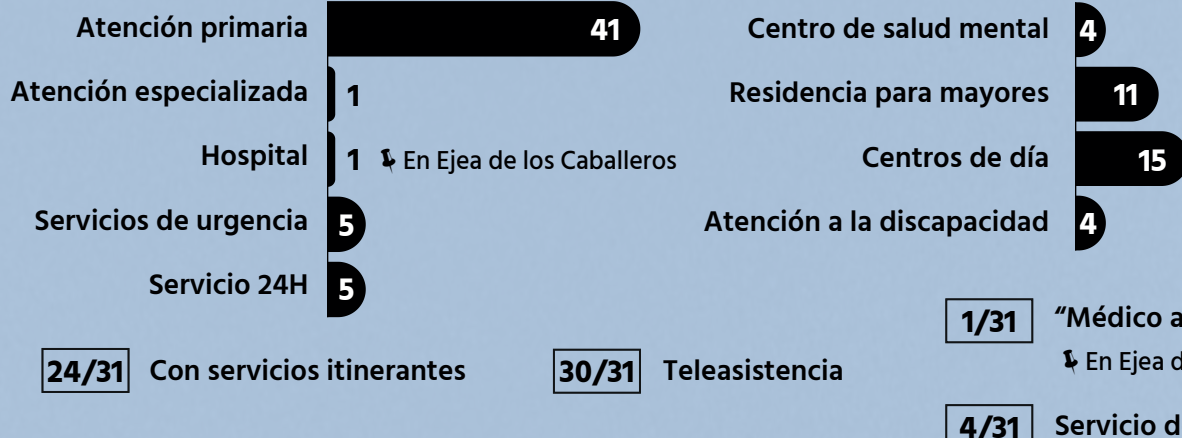 Atención primaria 41
Atención especializada 1
Hospital 1 En Ejea de los Caballeros
Servicios de urgencia 5
Servicio 24H 5
Centro de salud mental 4
Residencia para mayores 11
Centros de día 15
Atención a la discapacidad 4
24/31 Con servicios itinerantes
30/31 Teleasistencia
1/31 “Médico a
En Ejea d
4/31 Servicio d